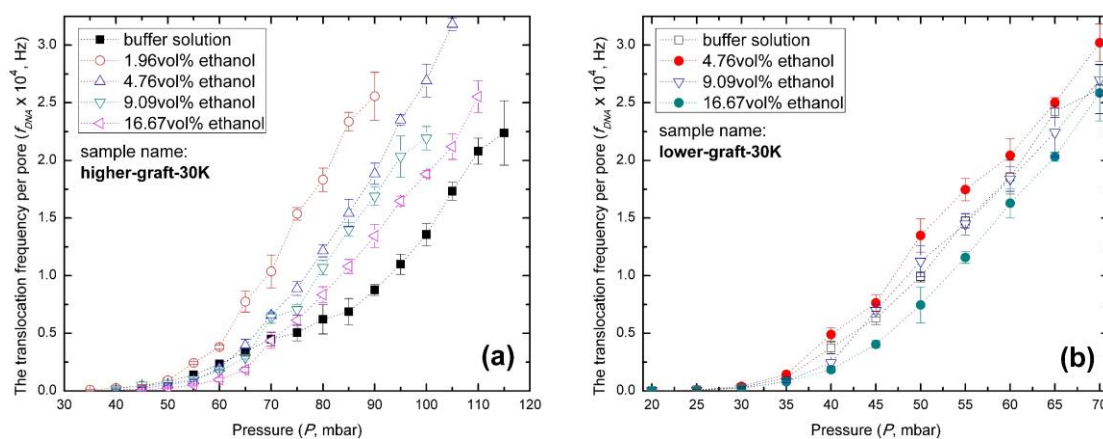 The translocation frequency per pore (f_DNA x 10^4, Hz)
3.0
2.5
2.0
1.5
1.0
0.5
0.0
buffer solution
1.96vol% ethanol
4.76vol% ethanol
9.09vol% ethanol
16.67vol% ethanol
sample name:
higher-graft-30K
(a)
30 40 50 60 70 80 90 100 110 120
Pressure (P, mbar)
The translocation frequency per pore (f_DNA x 10^4, Hz)
3.0
2.5
2.0
1.5
1.0
0.5
0.0
buffer solution
4.76vol% ethanol
9.09vol% ethanol
16.67vol% ethanol
sample name:
lower-graft-30K
(b)
20 25 30 35 40 45 50 55 60 65 70
Pressure (P, mbar)